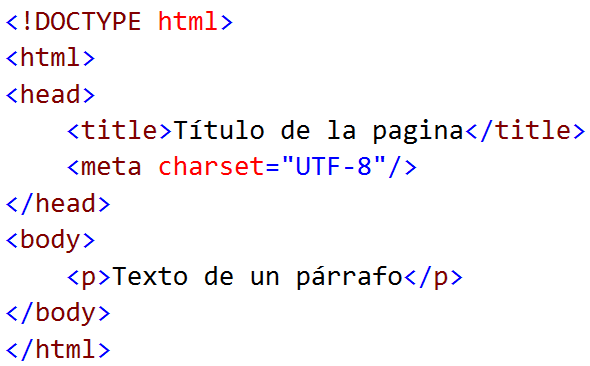 <!DOCTYPE html>
<html>
<head>
    <title>Título de la pagina</title>
    <meta charset="UTF-8"/>
</head>
<body>
    <p>Texto de un párrafo</p>
</body>
</html>